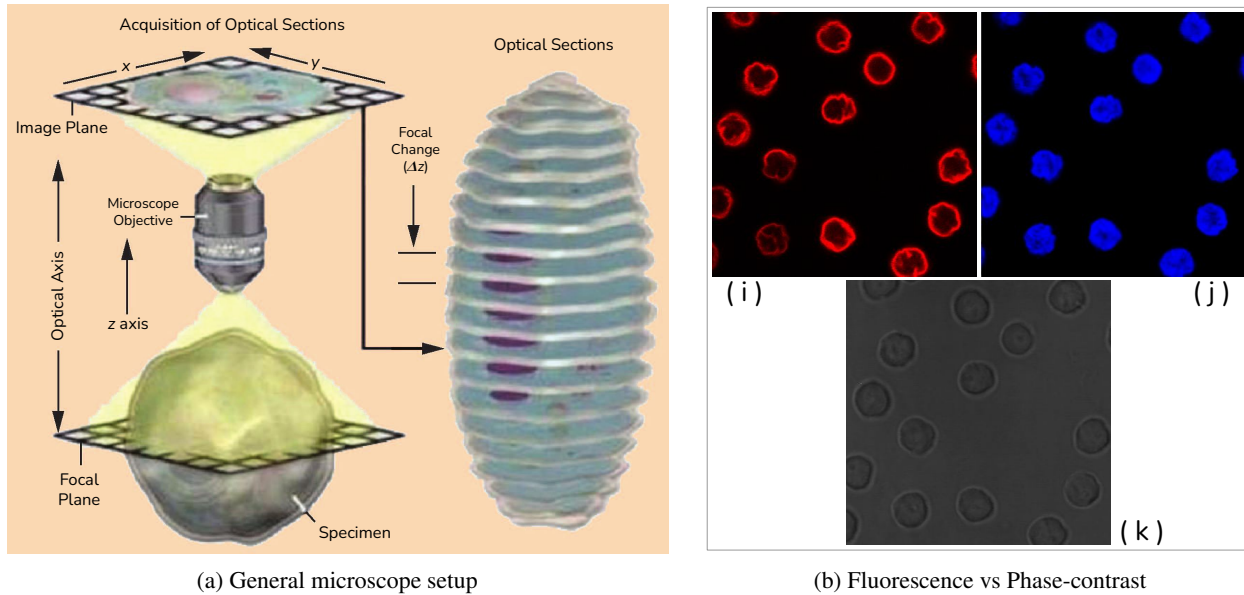 Acquisition of Optical Sections
x
y
Image Plane
Microscope
Objective
Optical Axis
z axis
Focal
Plane
Specimen
Optical Sections
Focal
Change
(Δz)
(a) General microscope setup
( i )
( j )
( k )
(b) Fluorescence vs Phase-contrast